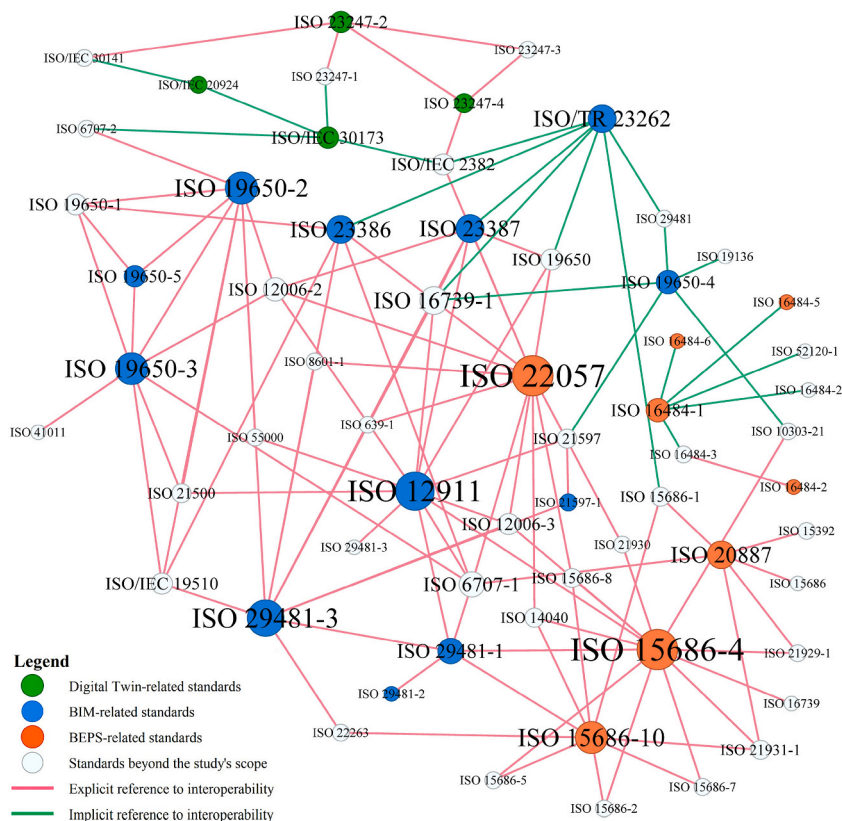 ISO 23247-2
ISO/IEC 30141
ISO 23247-3
ISO 23247-1
ISO/IEC 20924
ISO 23247-4
ISO/TR 23262
ISO 6707-2
ISO/IEC 30173
ISO/IEC 2382
ISO 19650-2
ISO 19650-1
ISO 29481
ISO 23386
ISO 23387
ISO 19136
ISO 19650
ISO 19650-5
ISO 12006-2
ISO 19650-4
ISO 16739-1
ISO 16484-5
ISO 16484-6
ISO 52120-1
ISO 8601-1
ISO 19650-3
ISO 22057
ISO 16484-2
ISO 16484-1
ISO 639-1
ISO 41011
ISO 55000
ISO 21597
ISO 10303-21
ISO 16484-3
ISO 16484-2
ISO 12911
ISO 21500
ISO 15686-1
ISO 21597-1
ISO 12006-3
ISO 15392
ISO 29481-3
ISO 21930
ISO 20887
ISO 15686-8
ISO/IEC 19510
ISO 6707-1
ISO 15686
ISO 29481-3
ISO 14040
ISO 29481-1
ISO 15686-4
ISO 21929-1
ISO 29481-2
ISO 16739
ISO 22263
ISO 15686-10
ISO 21931-1
ISO 15686-5
ISO 15686-7
ISO 15686-2
Legend
Digital Twin-related standards
BIM-related standards
BEPS-related standards
Standards beyond the study's scope
Explicit reference to interoperability
Implicit reference to interoperability